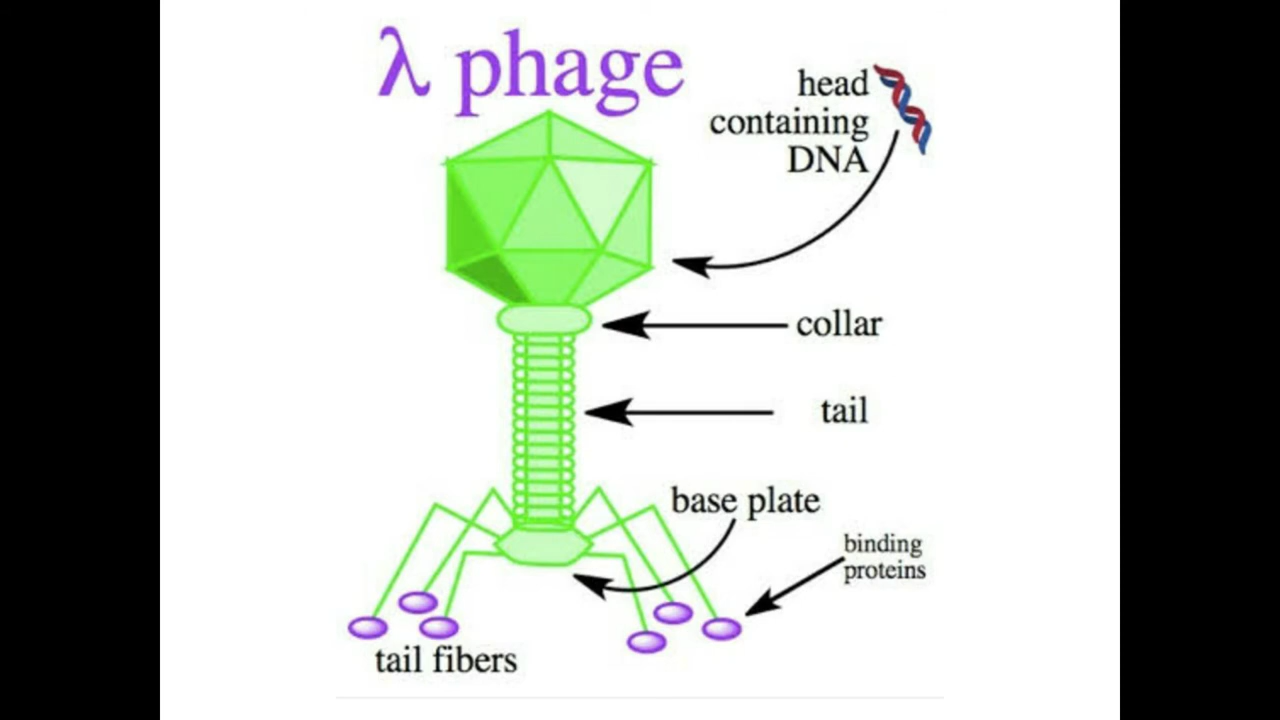 λ phage
head
containing
DNA
collar
tail
base plate
binding
proteins
tail fibers